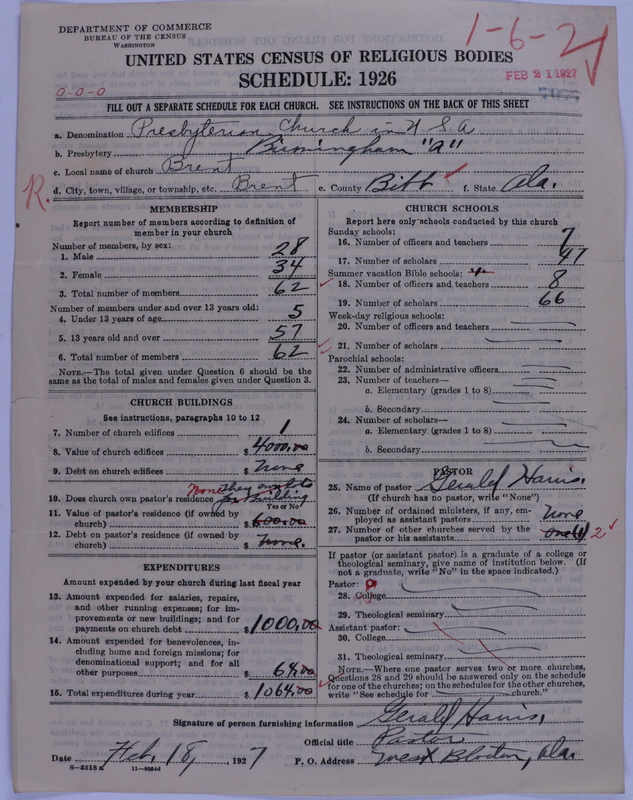 DEPARTMENT OF COMMERCE
BUREAU OF THE CENSUS
WASHINGTON
1-6-2
FEB 21 1927
UNITED STATES CENSUS OF RELIGIOUS BODIES
SCHEDULE: 1926
0-0-0
FILL OUT A SEPARATE SCHEDULE FOR EACH CHURCH. SEE INSTRUCTIONS ON THE BACK OF THIS SHEET
a. Denomination Presbyterian Church in U S A
b. Presbytery Birmingham "A"
c. Local name of church Brent
R.
d. City, town, village, or township, etc. Brent e. County Bibb f. State Ala.
MEMBERSHIP
Report number of members according to definition of
member in your church
Number of members, by sex:
1. Male 28
2. Female 34
3. Total number of members 62
Number of members under and over 13 years old:
4. Under 13 years of age 5
5. 13 years old and over 57
6. Total number of members 62
NOTE.—The total given under Question 6 should be
same as the total of males and females given under Question 3.
CHURCH BUILDINGS
See instructions, paragraphs 10 to 12
7. Number of church edifices 1
8. Value of church edifices $ 4000.00
9. Debt on church edifices $ None
None
10. Does church own pastor's residence
Yes or No
11. Value of pastor's residence (if owned by
church) $ 600.00
12. Debt on pastor's residence (if owned by
church) $ None.
EXPENDITURES
Amount expended by your church during last fiscal year
13. Amount expended for salaries, repairs,
and other running expenses; for im-
provements or new buildings; and for
payments on church debt $ 1000.00
14. Amount expended for benevolences, in-
cluding home and foreign missions; for
denominational support; and for all
other purposes $ 64.00
15. Total expenditures during year $ 1064.00
CHURCH SCHOOLS
Report here only schools conducted by this church
Sunday schools:
16. Number of officers and teachers 7
17. Number of scholars 47
Summer vacation Bible schools:
18. Number of officers and teachers 8
19. Number of scholars 66
Week-day religious schools:
20. Number of officers and teachers
21. Number of scholars
Parochial schools:
22. Number of administrative officers
23. Number of teachers—
a. Elementary (grades 1 to 8)
b. Secondary
24. Number of scholars—
a. Elementary (grades 1 to 8)
b. Secondary
PASTOR
25. Name of pastor Gerald Harris.
(If church has no pastor, write "None")
26. Number of ordained ministers, if any, em-
ployed as assistant pastors None
27. Number of other churches served by the
pastor or his assistants One (1) 2
If pastor (or assistant pastor) is a graduate of a college or
theological seminary, give name of institution below. (If
not a graduate, write "No" in the space indicated.)
Pastor:
28. College
29. Theological seminary
Assistant pastor:
30. College
31. Theological seminary
NOTE.—Where one pastor serves two or more churches,
Questions 28 and 29 should be answered only on the schedule
for one of the churches; on the schedules for the other churches,
write "See schedule for church."
Signature of person furnishing information Gerald Harris.
Official title Pastor
Date Feb. 18, 1927 P. O. Address West Blocton, Ala.